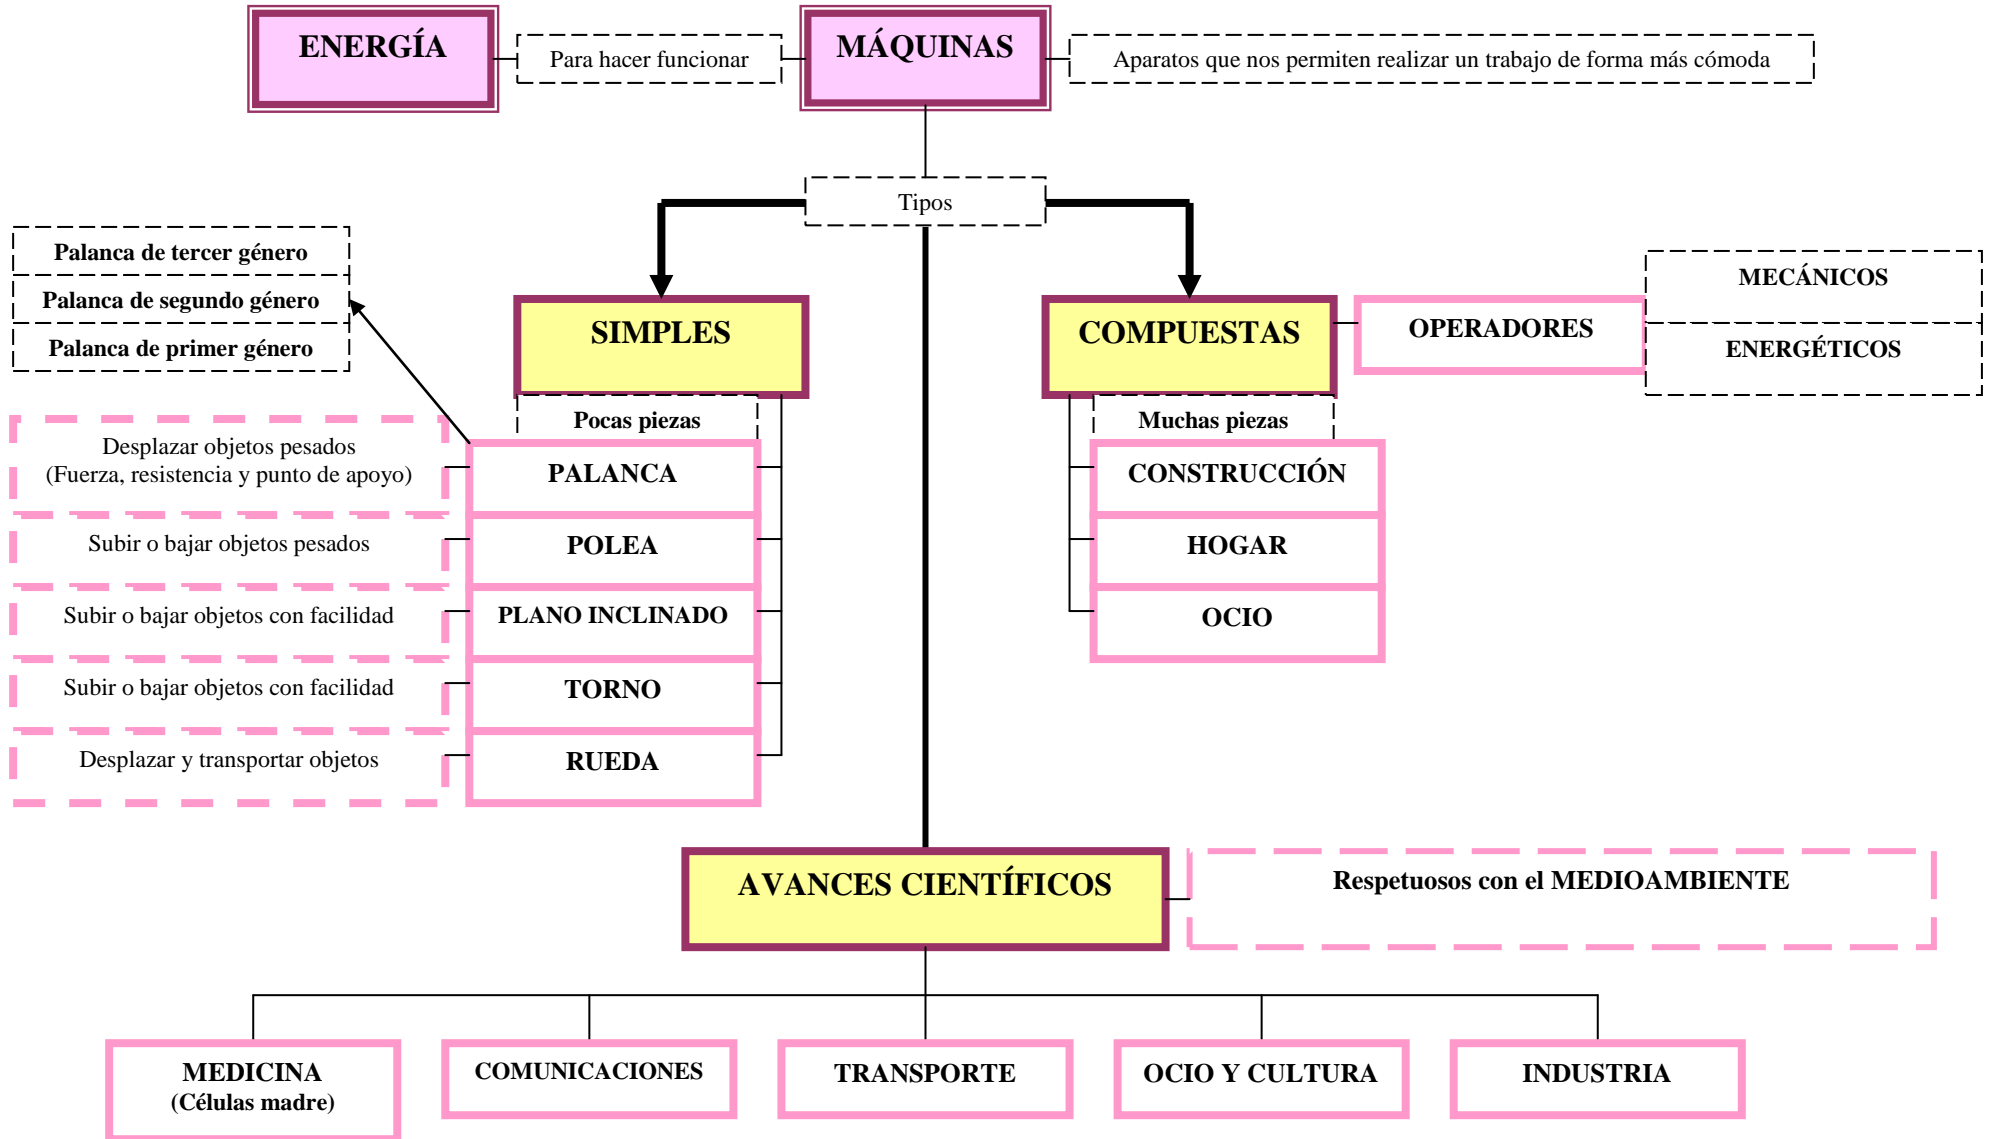 ENERGÍA
Para hacer funcionar
MÁQUINAS
Aparatos que nos permiten realizar un trabajo de forma más cómoda
Tipos
Palanca de tercer género
Palanca de segundo género
Palanca de primer género
SIMPLES
Pocas piezas
COMPUESTAS
Muchas piezas
OPERADORES
MECÁNICOS
ENERGÉTICOS
Desplazar objetos pesados
(Fuerza, resistencia y punto de apoyo)
PALANCA
Subir o bajar objetos pesados
POLEA
Subir o bajar objetos con facilidad
PLANO INCLINADO
Subir o bajar objetos con facilidad
TORNO
Desplazar y transportar objetos
RUEDA
CONSTRUCCIÓN
HOGAR
OCIO
AVANCES CIENTÍFICOS
Respetuosos con el MEDIOAMBIENTE
MEDICINA
(Células madre)
COMUNICACIONES
TRANSPORTE
OCIO Y CULTURA
INDUSTRIA